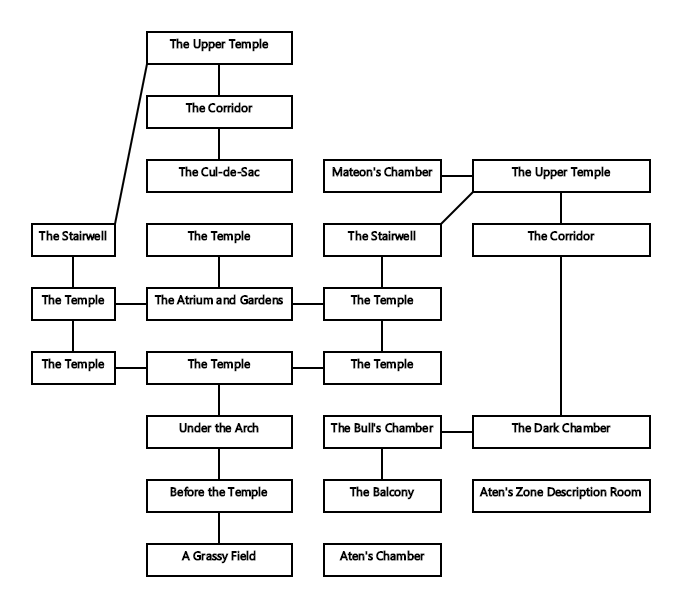 The Upper Temple
The Corridor
The Cul-de-Sac
Mateon's Chamber
The Upper Temple
The Stairwell
The Temple
The Stairwell
The Corridor
The Temple
The Atrium and Gardens
The Temple
The Temple
The Temple
The Temple
Under the Arch
The Bull's Chamber
The Dark Chamber
Before the Temple
The Balcony
Aten's Zone Description Room
A Grassy Field
Aten's Chamber